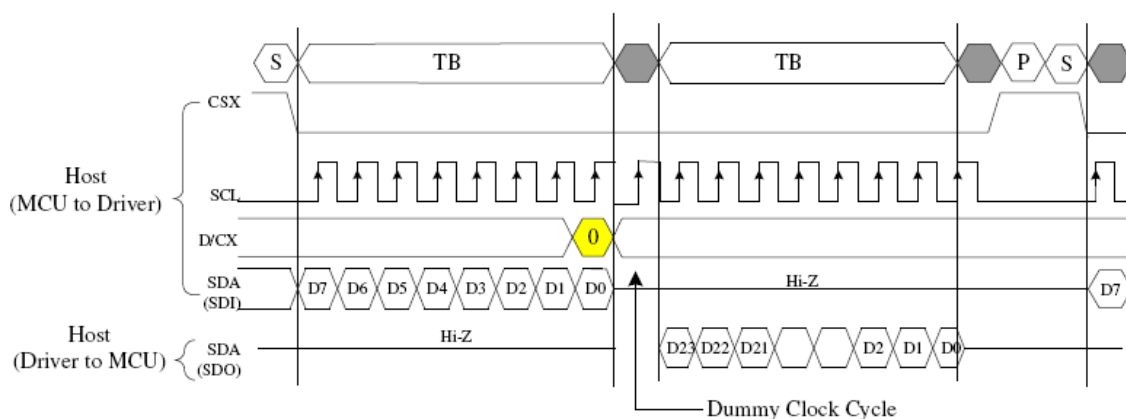 S TB TB P S
CSX
Host
(MCU to Driver)
SCL
D/CX 0
SDA
(SDI)
D7 D6 D5 D4 D3 D2 D1 D0 Hi-Z D7
Host
(Driver to MCU)
SDA
(SDO)
Hi-Z D23 D22 D21 D2 D1 D0
Dummy Clock Cycle